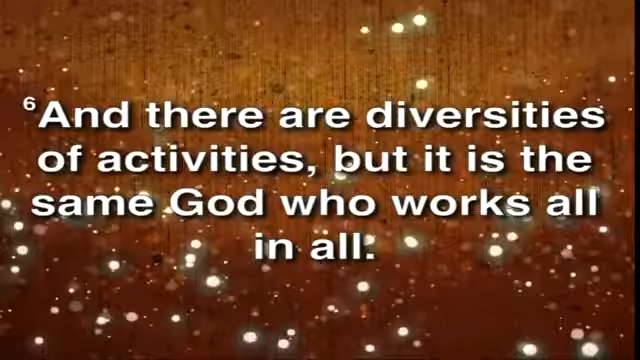 ⁶And there are diversities
of activities, but it is the
same God who works all
in all.